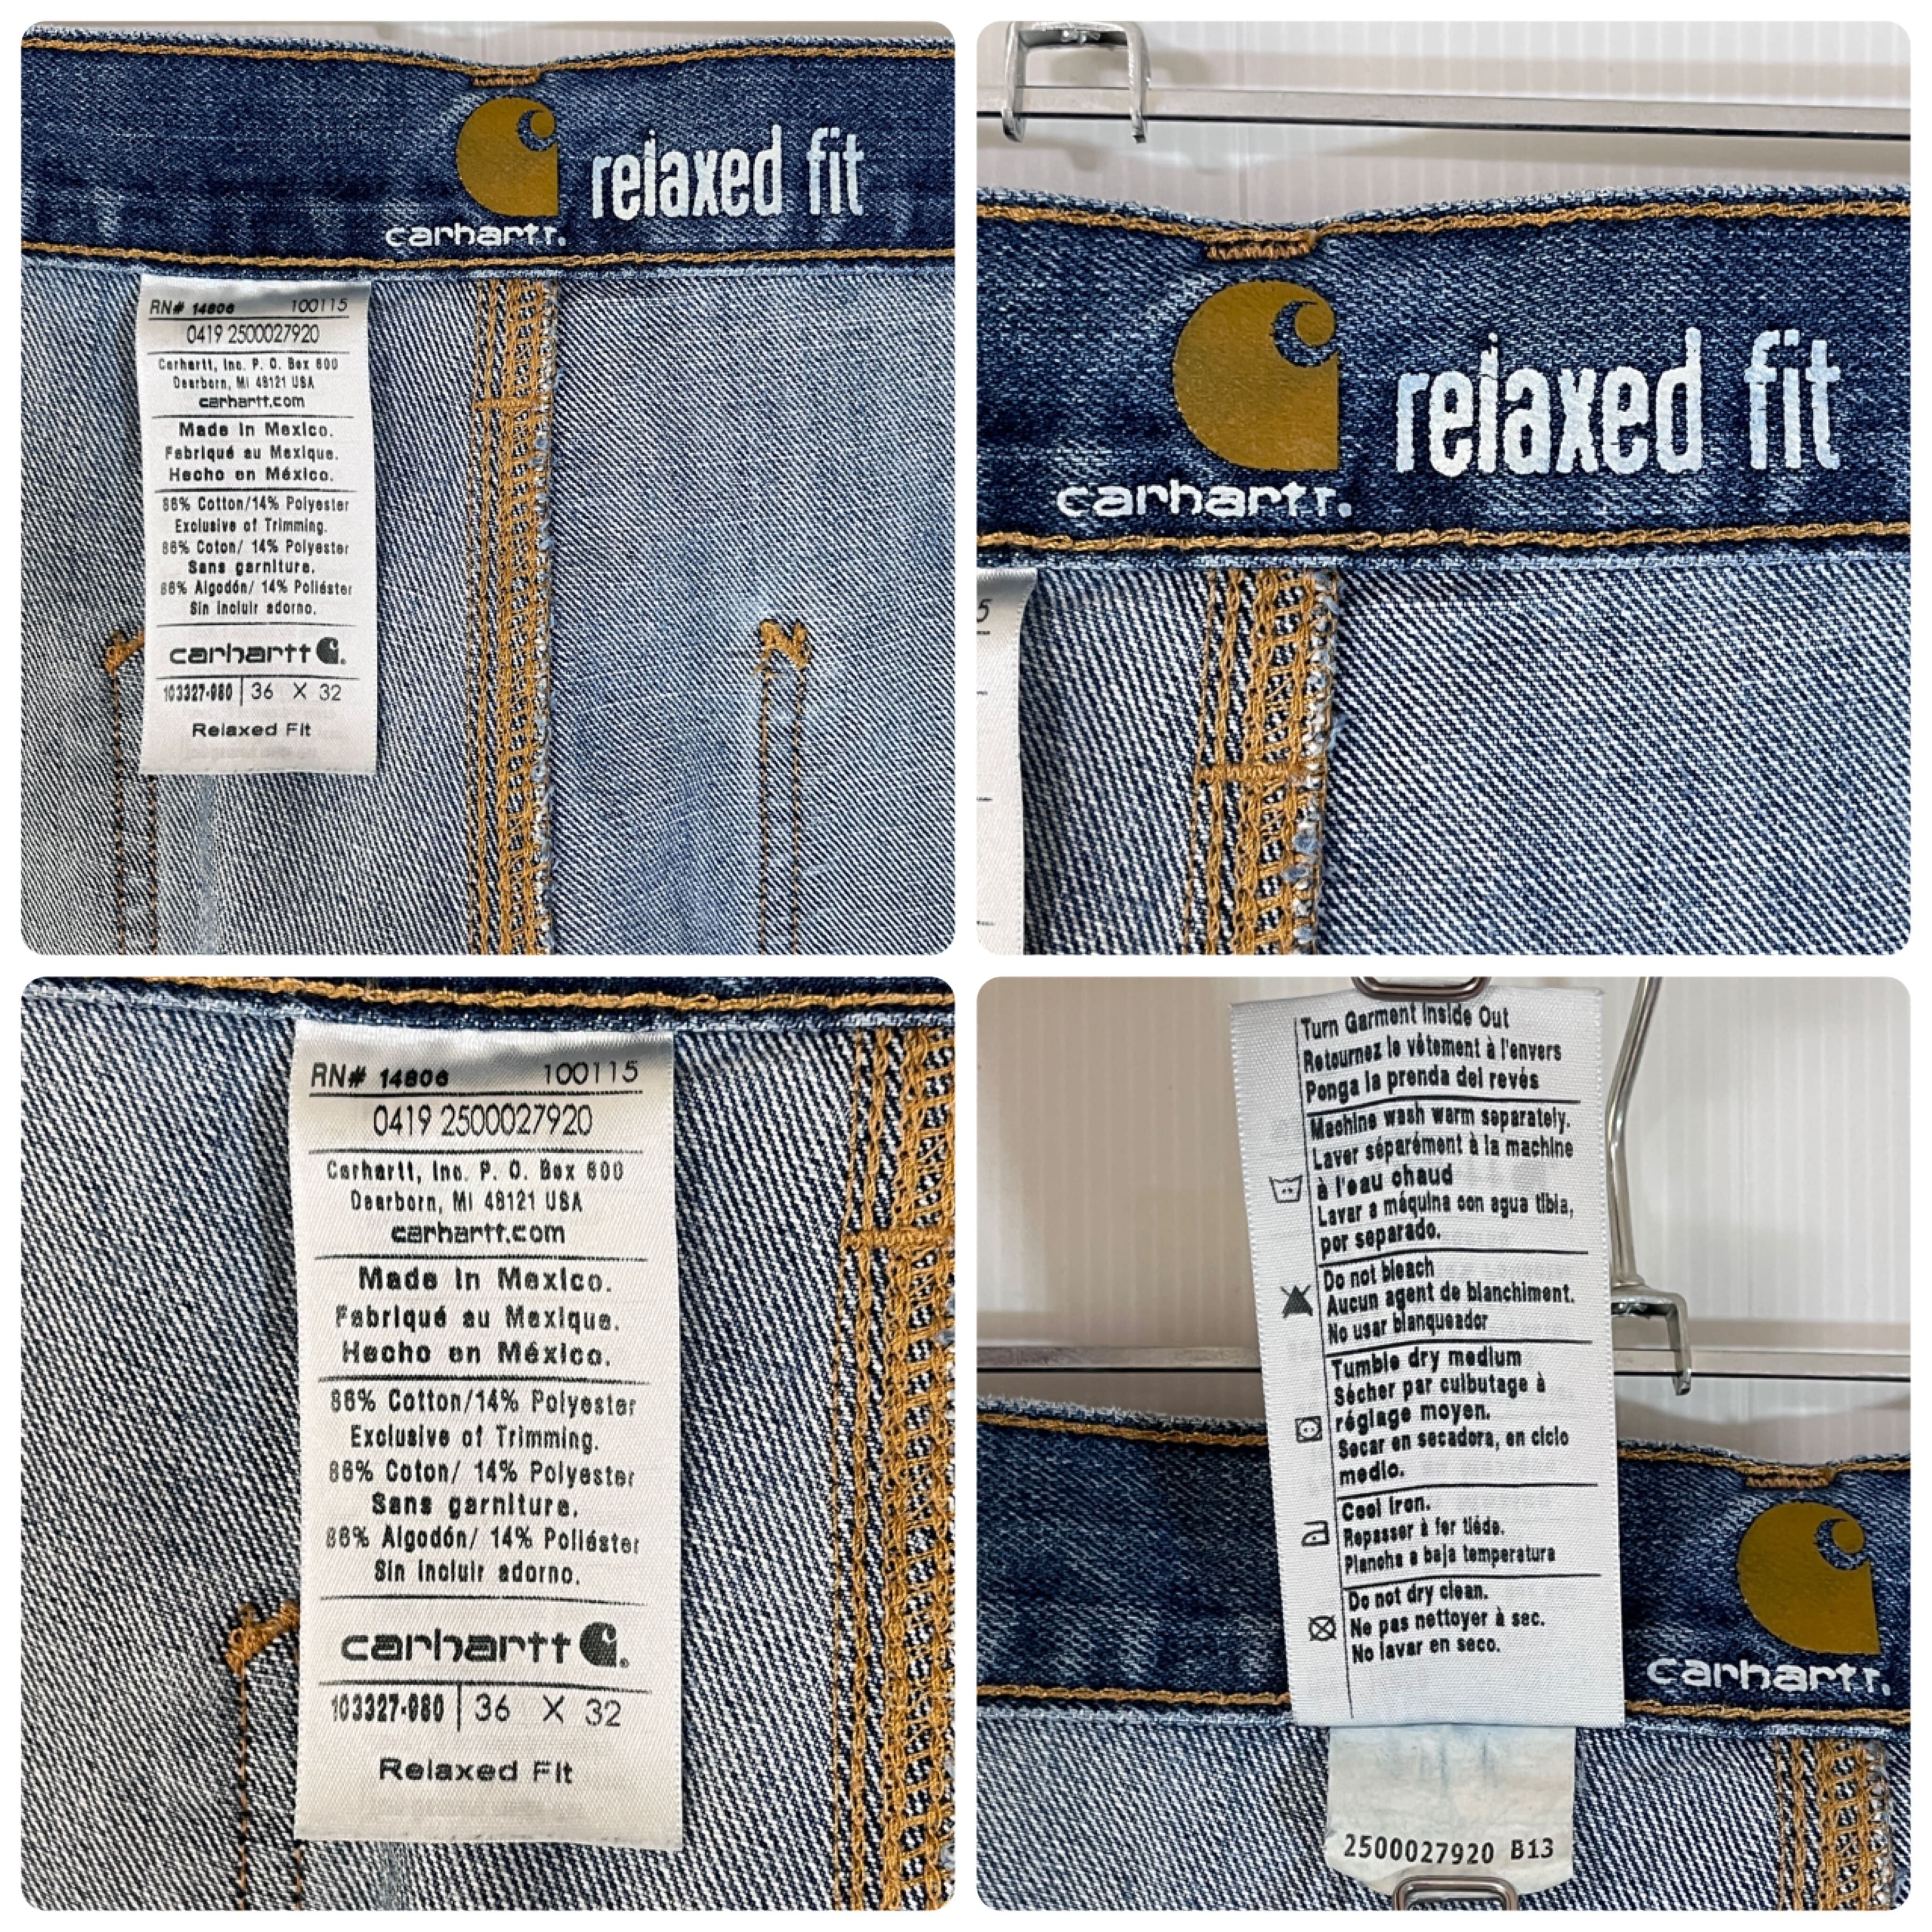 carhartt.
relaxed fit
RN# 14806 100115
0419 2500027920
Carhartt, Inc. P. O. Box 600
Dearborn, MI 48121 USA
carhartt.com
Made in Mexico.
Fabriqué au Mexique.
Hecho en México.
86% Cotton/14% Polyester
Exclusive of Trimming.
86% Coton/ 14% Polyester
Sans garniture.
86% Algodón/ 14% Poliéster
Sin incluir adorno.
carhartt
103327-980 36 X 32
Relaxed Fit
carhartt.
relaxed fit
5
RN# 14806 100115
0419 2500027920
Carhartt, Inc. P. O. Box 600
Dearborn, MI 48121 USA
carhartt.com
Made in Mexico.
Fabriqué au Mexique.
Hecho en México.
86% Cotton/14% Polyester
Exclusive of Trimming.
86% Coton/ 14% Polyester
Sans garniture.
86% Algodón/ 14% Poliéster
Sin incluir adorno.
carhartt
103327-980 36 X 32
Relaxed Fit
Turn Garment Inside Out
Retournez le vêtement à l'envers
Ponga la prenda del revés
Machine wash warm separately.
Laver séparément à la machine
à l'eau chaud
Lavar a máquina con agua tibia,
por separado.
Do not bleach
Aucun agent de blanchiment.
No usar blanqueador
Tumble dry medium
Sécher par culbutage à
réglage moyen.
Secar en secadora, en ciclo
medio.
Cool iron.
Repasser à fer tiède.
Plancha a baja temperatura
Do not dry clean.
Ne pas nettoyer à sec.
No lavar en seco.
carhartt.
2500027920 B13